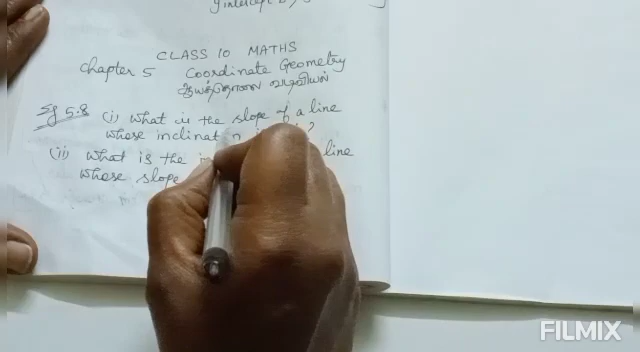 y intercept
CLASS 10 MATHS
Chapter 5 Coordinate Geometry
ஆயத்தொலை வடிவியல்
Eg 5.8 (i) What is the slope of a line
whose inclinat ?
(ii) What is the line
whose slope
FILMIX